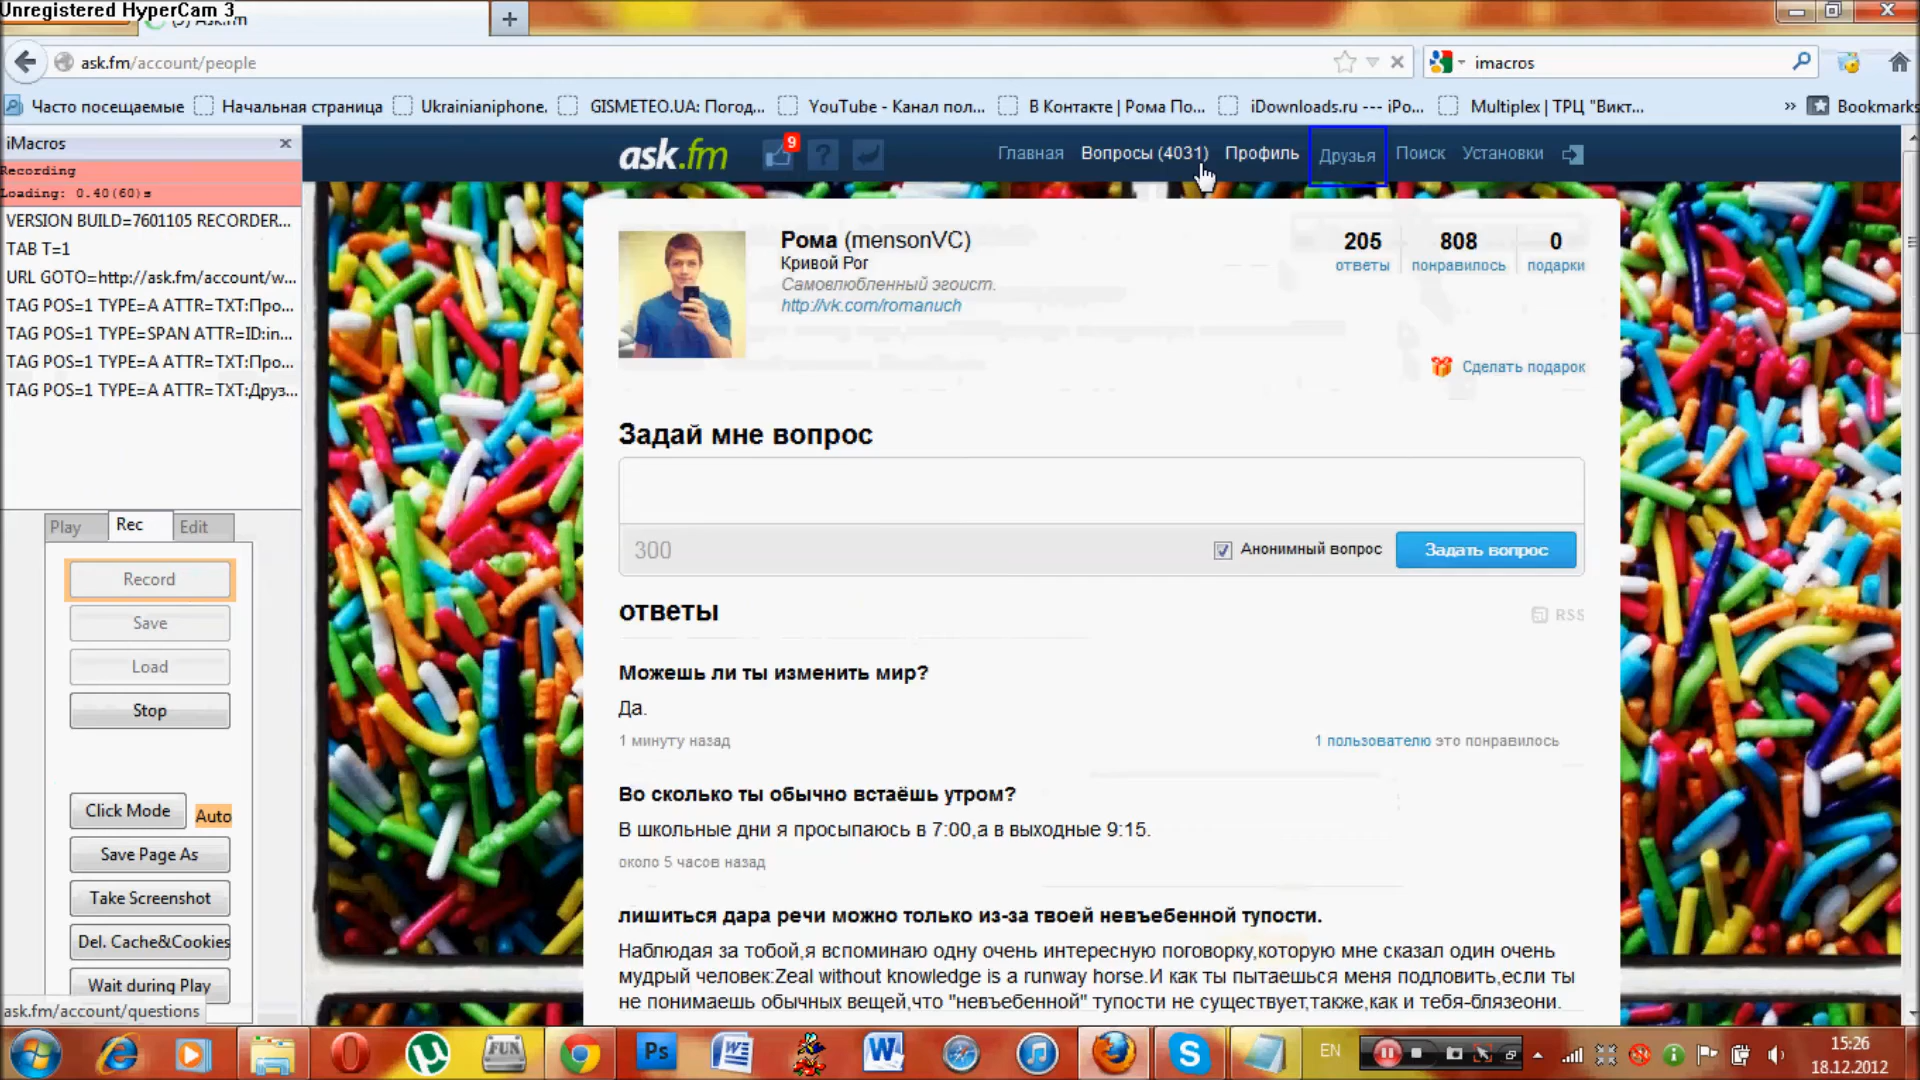 Unregistered HyperCam 3
ask.fm/account/people
imacros
Часто посещаемые
Начальная страница
Ukrainianiphone.
GISMETEO.UA: Погод...
YouTube - Канал пол...
В Контакте | Рома По...
iDownloads.ru --- iPo...
Multiplex | ТРЦ "Викт...
»
Bookmarks
iMacros
Recording
Loading: 0.40(60)s
VERSION BUILD=7601105 RECORDER...
TAB T=1
URL GOTO=http://ask.fm/account/w...
TAG POS=1 TYPE=A ATTR=TXT:Про...
TAG POS=1 TYPE=SPAN ATTR=ID:in...
TAG POS=1 TYPE=A ATTR=TXT:Про...
TAG POS=1 TYPE=A ATTR=TXT:Друз...
Play
Rec
Edit
Record
Save
Load
Stop
Click Mode
Auto
Save Page As
Take Screenshot
Del. Cache&Cookies
Wait during Play
ask.fm/account/questions
ask.fm
9
?
Главная
Вопросы (4031)
Профиль
Друзья
Поиск
Установки
Рома (mensonVC)
Кривой Рог
Самовлюбленный эгоист.
http://vk.com/romanuch
205
ответы
808
понравилось
0
подарки
Сделать подарок
Задай мне вопрос
300
Анонимный вопрос
Задать вопрос
ответы
RSS
Можешь ли ты изменить мир?
Да.
1 минуту назад
1 пользователю это понравилось
Во сколько ты обычно встаёшь утром?
В школьные дни я просыпаюсь в 7:00,а в выходные 9:15.
около 5 часов назад
лишиться дара речи можно только из-за твоей невъебенной тупости.
Наблюдая за тобой,я вспоминаю одну очень интересную поговорку,которую мне сказал один очень
мудрый человек:Zeal without knowledge is a runway horse.И как ты пытаешься меня подловить,если ты
не понимаешь обычных вещей,что "невъебенной" тупости не существует,также,как и тебя-блязеони.
FUN
Ps
EN
15:26
18.12.2012